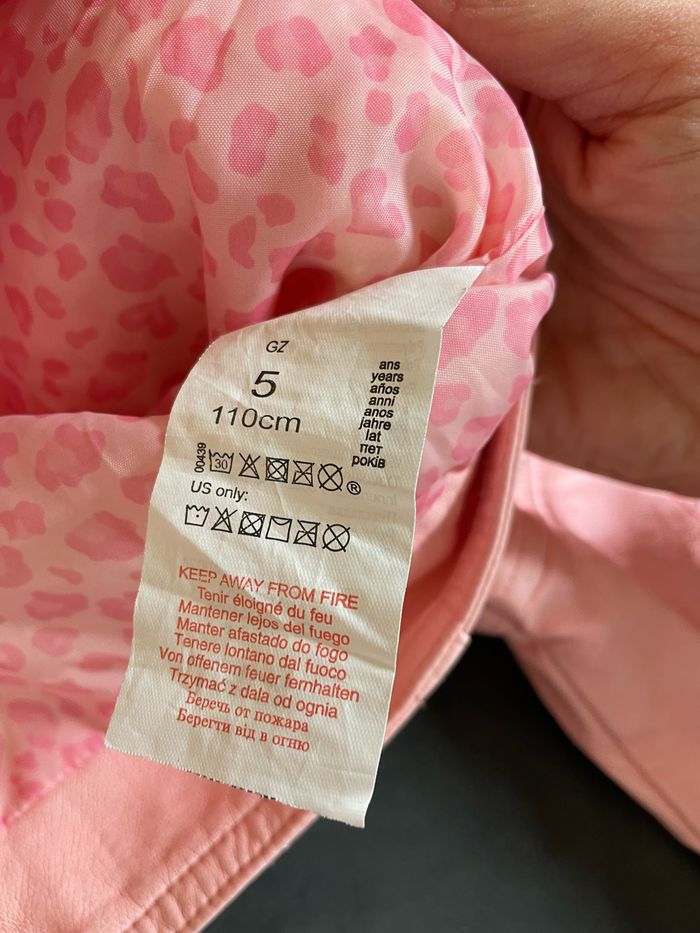 GZ
5
110cm
ans
years
años
anni
anos
jahre
lat
лет
років
00439
30
®
US only:
KEEP AWAY FROM FIRE
Tenir éloigné du feu
Mantener lejos del fuego
Manter afastado do fogo
Tenere lontano dal fuoco
Von offenem feuer fernhalten
Trzymać z dala od ognia
Беречь от пожара
Берегти від в огню